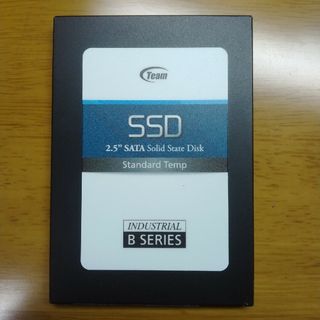 Team
SSD
2.5” SATA Solid State Disk
Standard Temp
INDUSTRIAL
B SERIES